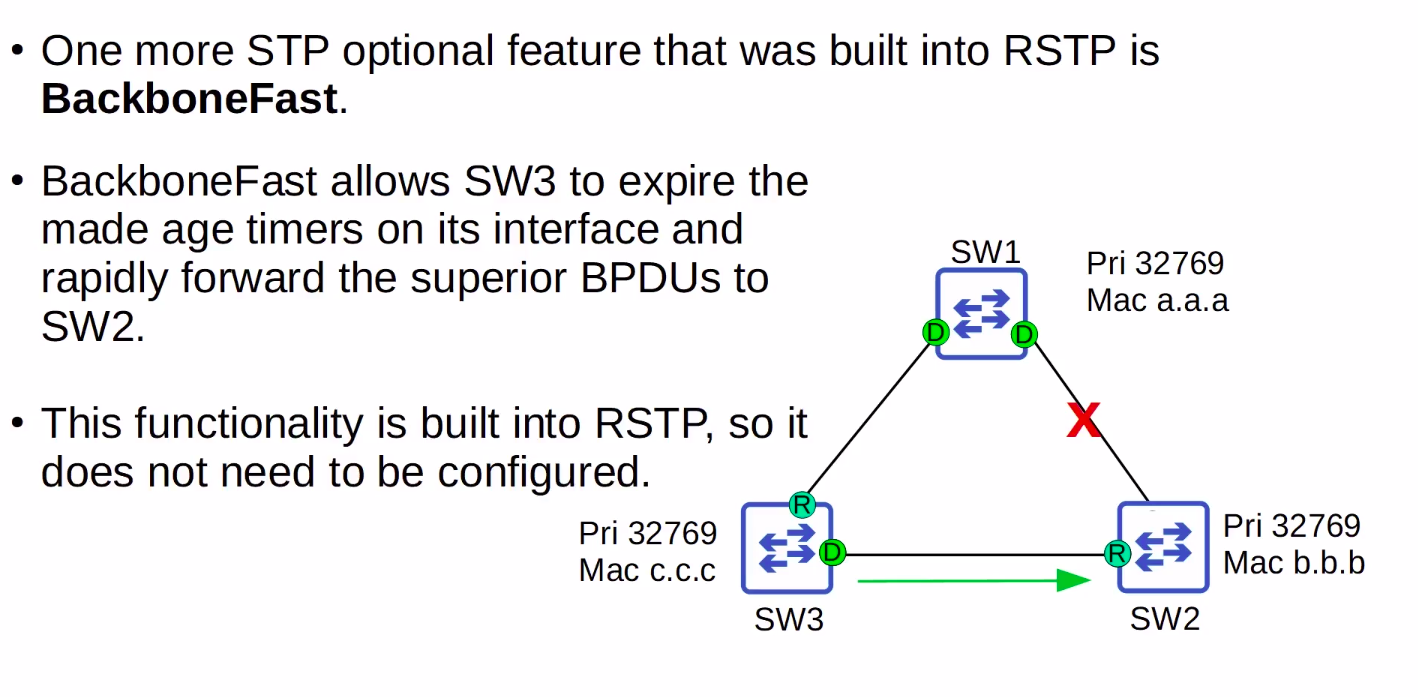 • One more STP optional feature that was built into RSTP is
BackboneFast.
• BackboneFast allows SW3 to expire the
made age timers on its interface and
rapidly forward the superior BPDUs to
SW2.
• This functionality is built into RSTP, so it
does not need to be configured.
SW1
Pri 32769
Mac a.a.a
D
D
X
R
Pri 32769
Mac c.c.c
D
SW3
R
Pri 32769
Mac b.b.b
SW2